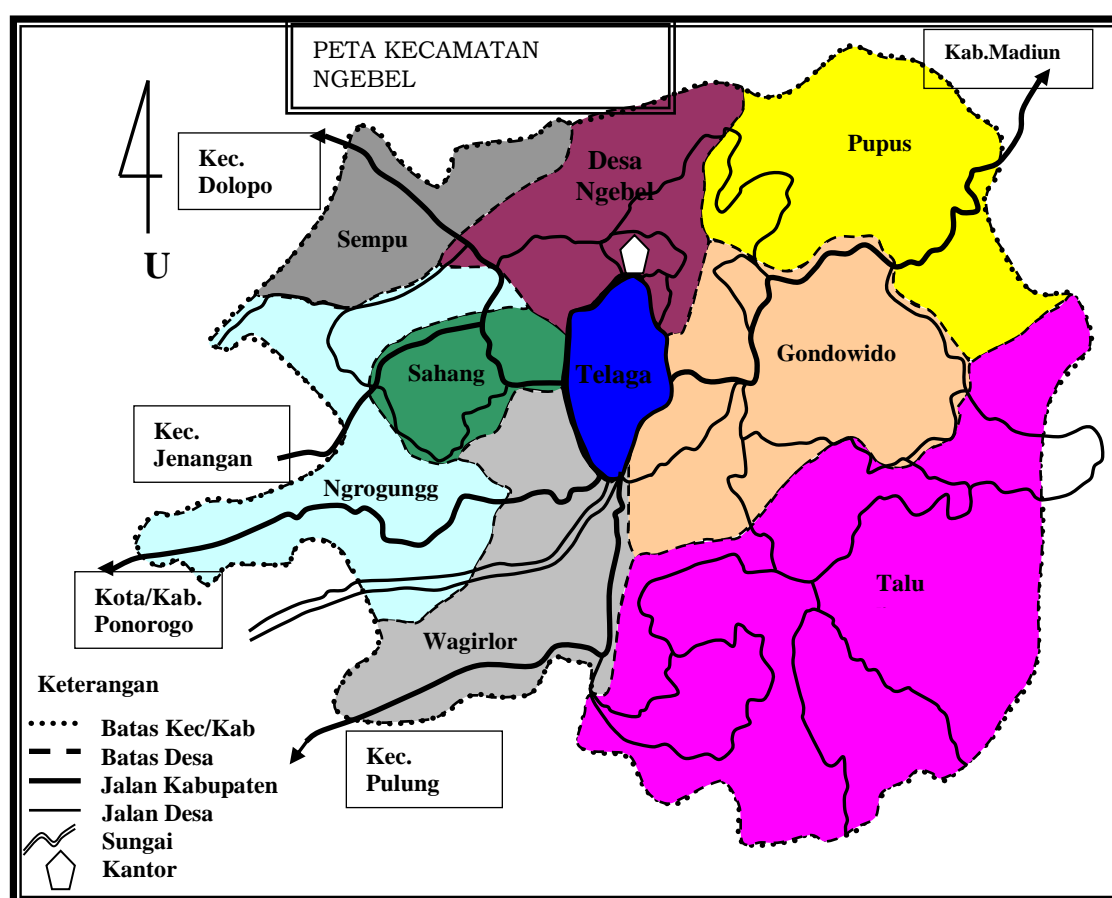 PETA KECAMATAN
NGEBEL
Kab.Madiun
Kec.
Dolopo
U
Desa
Ngebel
Pupus
Sempu
Sahang
Telaga
Gondowido
Kec.
Jenangan
Ngrogungg
Kota/Kab.
Ponorogo
Wagirlor
Talu
Kec.
Pulung
Keterangan
Batas Kec/Kab
Batas Desa
Jalan Kabupaten
Jalan Desa
Sungai
Kantor